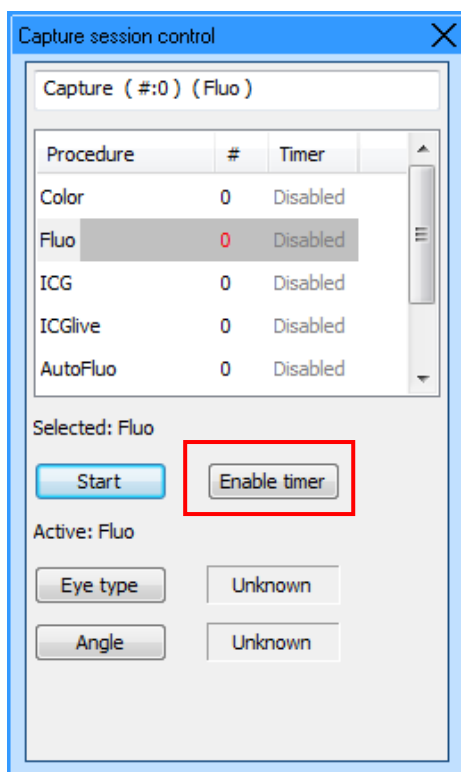 Capture session control
Capture ( #:0 ) ( Fluo )
Procedure # Timer
Color 0 Disabled
Fluo 0 Disabled
ICG 0 Disabled
ICGlive 0 Disabled
AutoFluo 0 Disabled
Selected: Fluo
Start Enable timer
Active: Fluo
Eye type Unknown
Angle Unknown